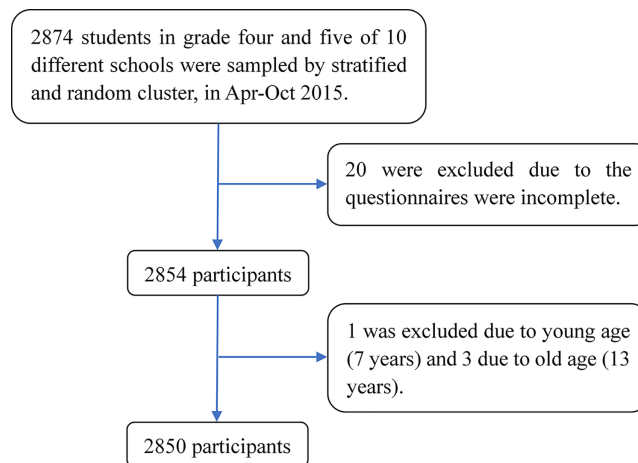 2874 students in grade four and five of 10
different schools were sampled by stratified
and random cluster, in Apr-Oct 2015.
20 were excluded due to the
questionnaires were incomplete.
2854 participants
1 was excluded due to young age
(7 years) and 3 due to old age (13
years).
2850 participants